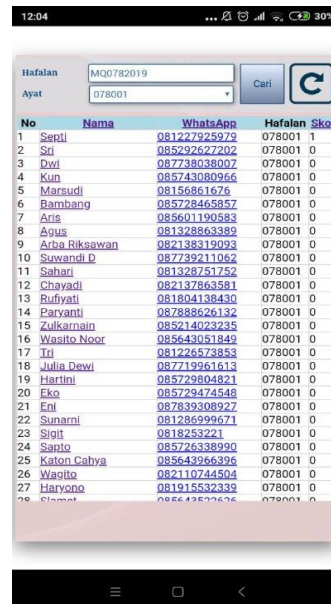 12:04 ... 30%
Hafalan MQ0782019
Ayat 078001 Cari
No Nama WhatsApp Hafalan Sko
1 Septi 081227925979 078001 1
2 Sri 085292627202 078001 0
3 Dwi 087738038007 078001 0
4 Kun 085743080966 078001 0
5 Marsudi 08156861676 078001 0
6 Bambang 085728465857 078001 0
7 Aris 085601190583 078001 0
8 Agus 081328863389 078001 0
9 Arba Riksawan 082138319093 078001 0
10 Suwandi D 087739211062 078001 0
11 Sahari 081328751752 078001 0
12 Chayadi 082137863581 078001 0
13 Rufiyati 081804138430 078001 0
14 Paryanti 087888626132 078001 0
15 Zulkarnain 085214023235 078001 0
16 Wasito Noor 085643051849 078001 0
17 Tri 081226573853 078001 0
18 Julia Dewi 087719961613 078001 0
19 Hartini 085729804821 078001 0
20 Eko 085729474548 078001 0
21 Eni 087839308927 078001 0
22 Sunarni 081286999671 078001 0
23 Sigit 0818253221 078001 0
24 Sapto 085726338990 078001 0
25 Katon Cahya 085643966396 078001 0
26 Wagito 082110744504 078001 0
27 Haryono 081915532339 078001 0
28 Slamet 078001 0